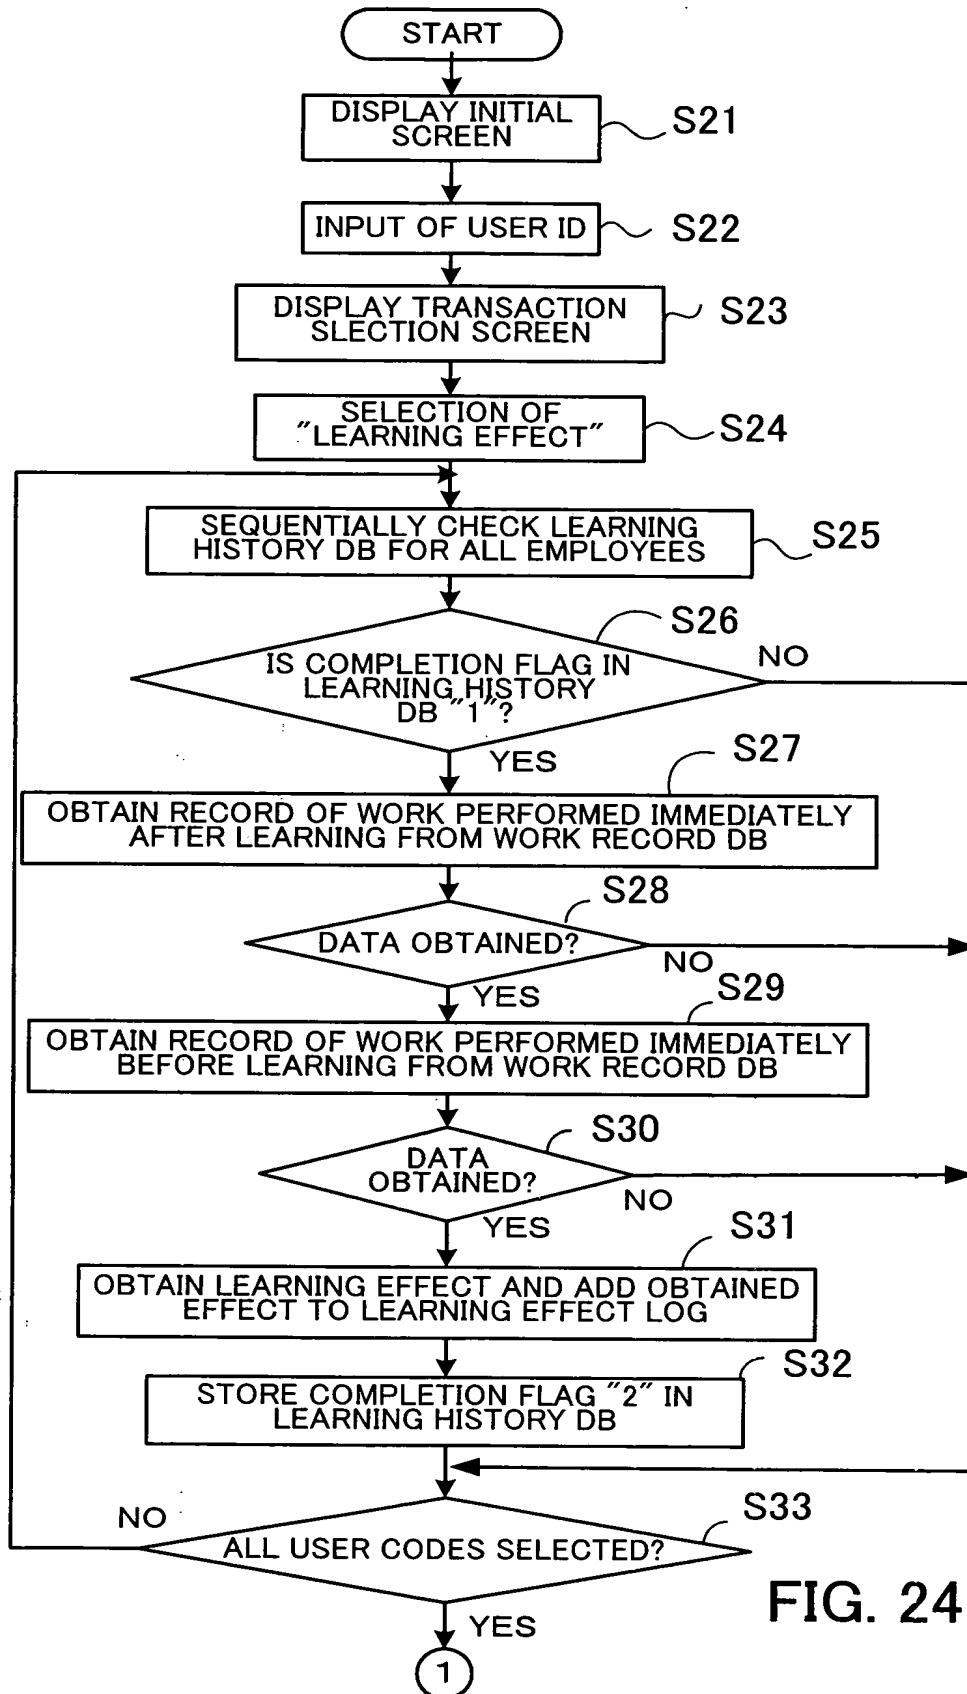 START
DISPLAY INITIAL
SCREEN
S21
INPUT OF USER ID
S22
DISPLAY TRANSACTION
SLECTION SCREEN
S23
SELECTION OF
"LEARNING EFFECT"
S24
SEQUENTIALLY CHECK LEARNING
HISTORY DB FOR ALL EMPLOYEES
S25
S26
IS COMPLETION FLAG IN
LEARNING HISTORY
DB "1"?
NO
YES
S27
OBTAIN RECORD OF WORK PERFORMED IMMEDIATELY
AFTER LEARNING FROM WORK RECORD DB
S28
DATA OBTAINED?
NO
YES
S29
OBTAIN RECORD OF WORK PERFORMED IMMEDIATELY
BEFORE LEARNING FROM WORK RECORD DB
S30
DATA
OBTAINED?
NO
YES
S31
OBTAIN LEARNING EFFECT AND ADD OBTAINED
EFFECT TO LEARNING EFFECT LOG
S32
STORE COMPLETION FLAG "2" IN
LEARNING HISTORY DB
S33
NO
ALL USER CODES SELECTED?
YES
1
FIG. 24